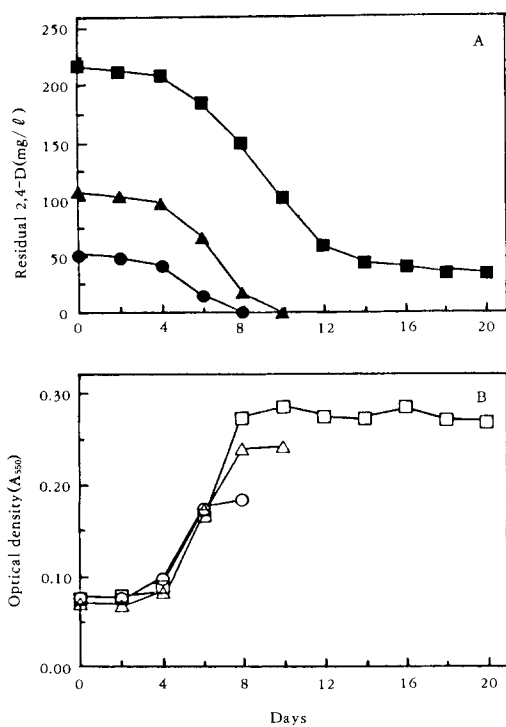 A
Residual 2,4-D(mg/ℓ)
250
200
150
100
50
0
0 4 8 12 16 20
B
Optical density(A₅₅₀)
0.30
0.20
0.10
0.00
0 4 8 12 16 20
Days